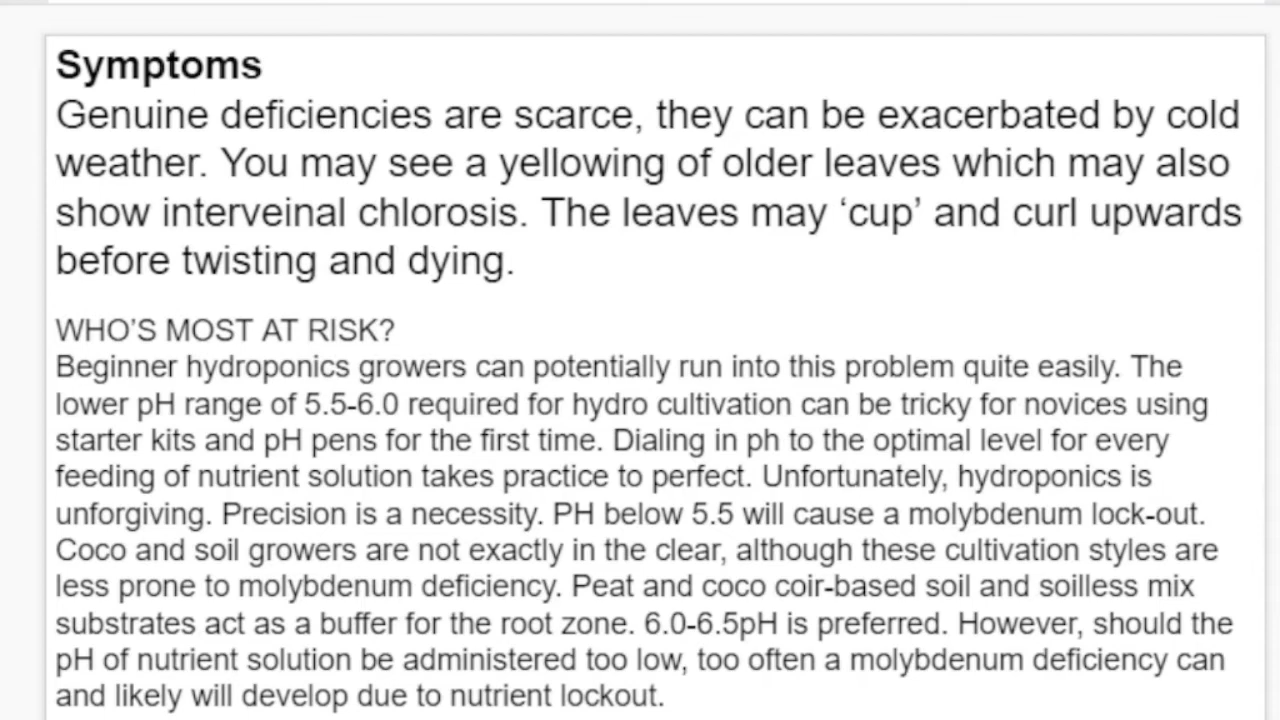 Symptoms
Genuine deficiencies are scarce, they can be exacerbated by cold
weather. You may see a yellowing of older leaves which may also
show interveinal chlorosis. The leaves may ‘cup’ and curl upwards
before twisting and dying.
WHO’S MOST AT RISK?
Beginner hydroponics growers can potentially run into this problem quite easily. The
lower pH range of 5.5-6.0 required for hydro cultivation can be tricky for novices using
starter kits and pH pens for the first time. Dialing in ph to the optimal level for every
feeding of nutrient solution takes practice to perfect. Unfortunately, hydroponics is
unforgiving. Precision is a necessity. PH below 5.5 will cause a molybdenum lock-out.
Coco and soil growers are not exactly in the clear, although these cultivation styles are
less prone to molybdenum deficiency. Peat and coco coir-based soil and soilless mix
substrates act as a buffer for the root zone. 6.0-6.5pH is preferred. However, should the
pH of nutrient solution be administered too low, too often a molybdenum deficiency can
and likely will develop due to nutrient lockout.